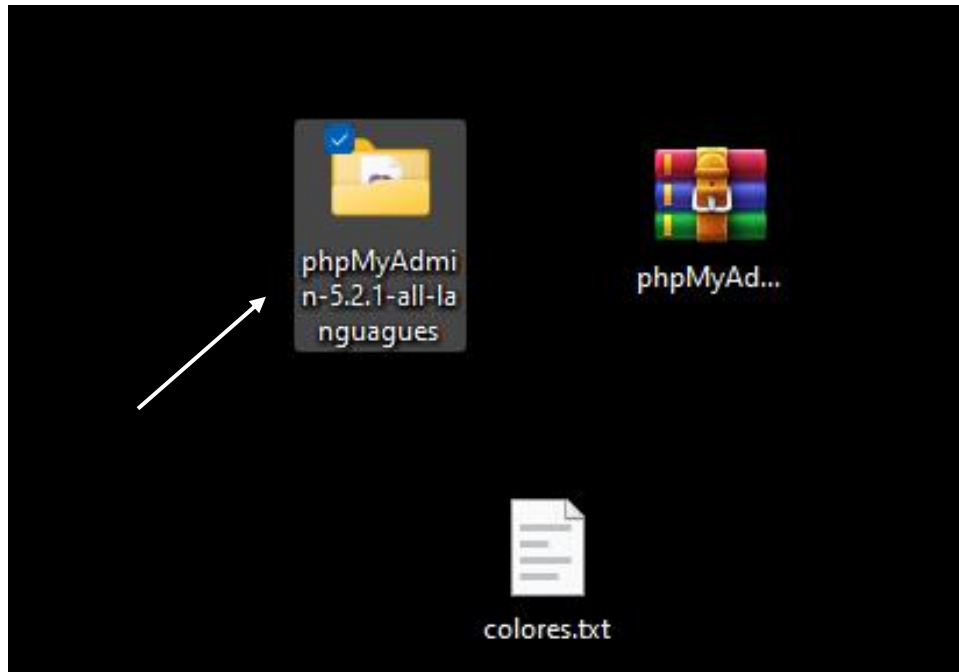 phpMyAdmi
n-5.2.1-all-la
nguagues
phpMyAd...
colores.txt